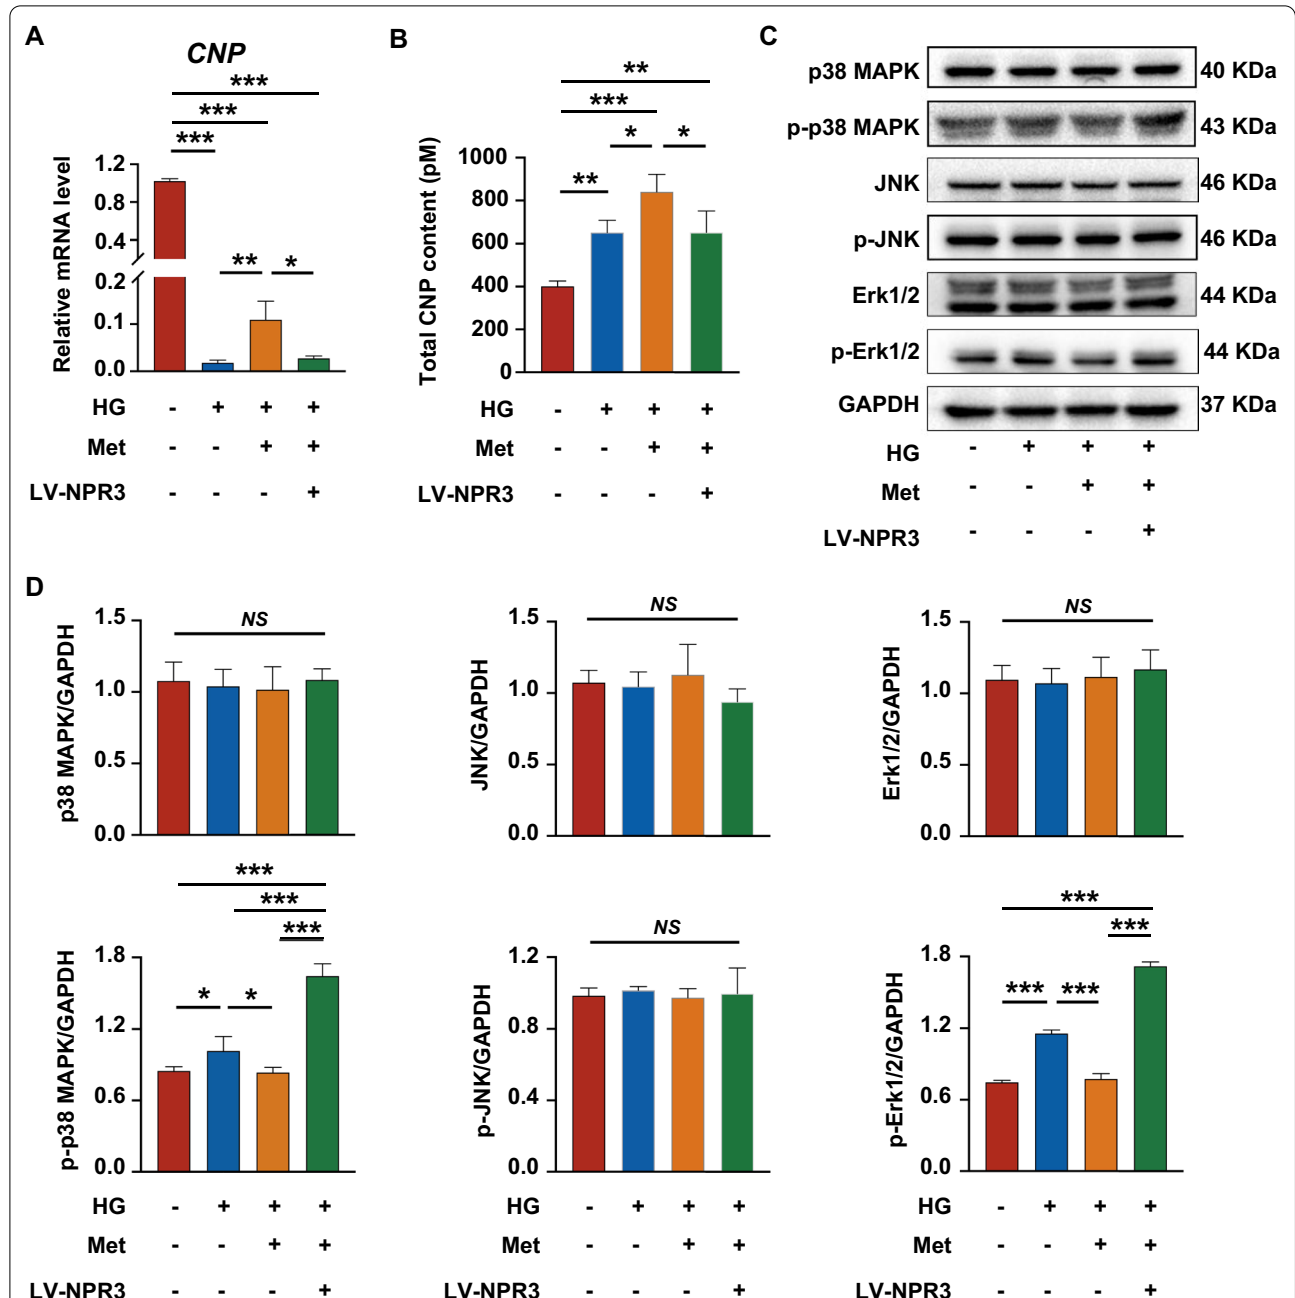 A
CNP
***
***
***
Relative mRNA level
1.2
0.8
0.4
0.2
0.1
0.0
**
*
HG - + + +
Met - - + +
LV-NPR3 - - - +
B
**
***
*
*
**
Total CNP content (pM)
1000
800
600
400
200
0
HG - + + +
Met - - + +
LV-NPR3 - - - +
C
p38 MAPK 40 KDa
p-p38 MAPK 43 KDa
JNK 46 KDa
p-JNK 46 KDa
Erk1/2 44 KDa
p-Erk1/2 44 KDa
GAPDH 37 KDa
HG - + + +
Met - - + +
LV-NPR3 - - - +
D
p38 MAPK/GAPDH
1.5
1.0
0.5
0.0
NS
JNK/GAPDH
1.5
1.0
0.5
0.0
NS
Erk1/2/GAPDH
1.5
1.0
0.5
0.0
NS
p-p38 MAPK/GAPDH
1.8
1.2
0.6
0.0
***
***
***
*
*
HG - + + +
Met - - + +
LV-NPR3 - - - +
p-JNK/GAPDH
1.2
0.8
0.4
0.0
NS
- + + +
- - + +
- - - +
p-Erk1/2/GAPDH
1.8
1.2
0.6
0.0
***
***
***
***
HG - + + +
Met - - + +
LV-NPR3 - - - +
HG - + + +
Met - - + +
LV-NPR3 - - - +